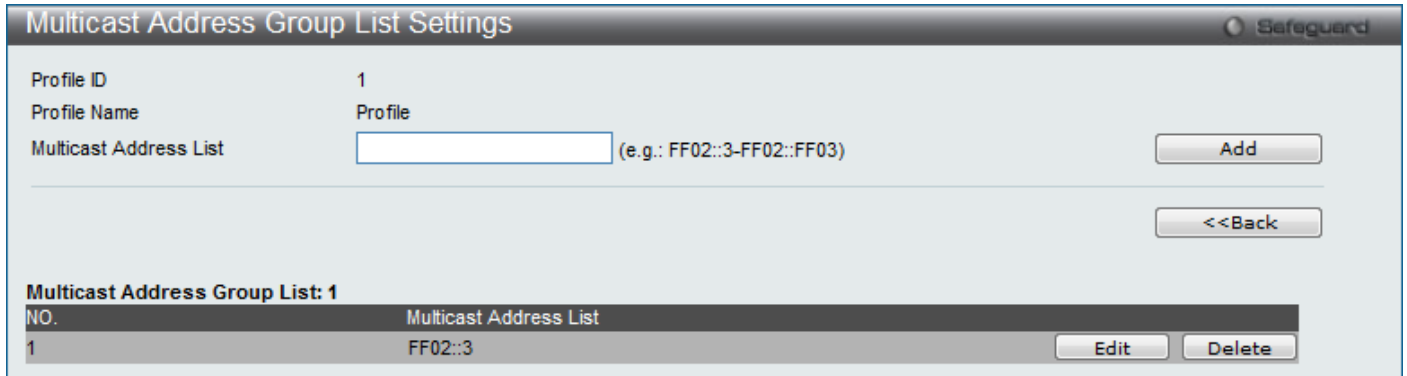 Multicast Address Group List Settings
Safeguard
Profile ID 1
Profile Name Profile
Multicast Address List (e.g.: FF02::3-FF02::FF03) Add
<<Back
Multicast Address Group List: 1
NO. Multicast Address List
1 FF02::3 Edit Delete